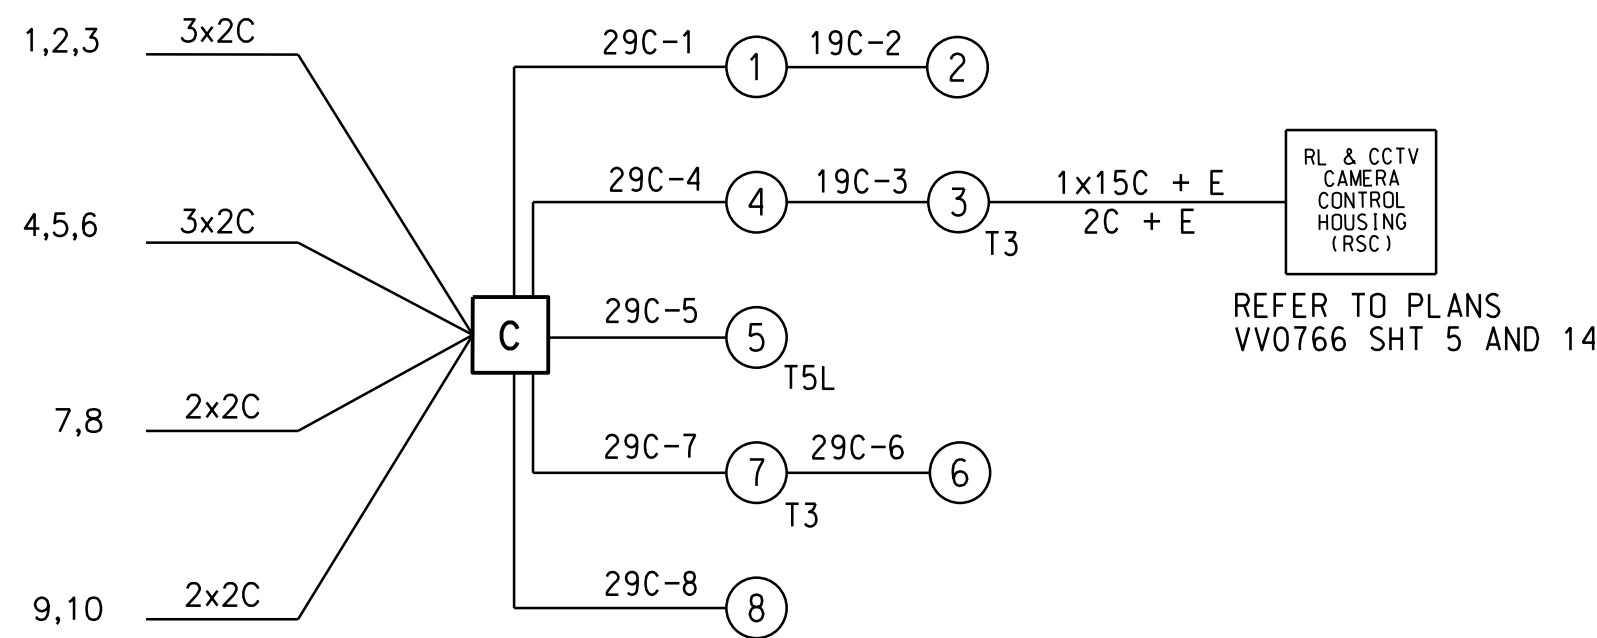 1,2,3
3x2C
29C-1
1
19C-2
2
4,5,6
3x2C
29C-4
4
19C-3
3
T3
1x15C + E
2C + E
RL & CCTV
CAMERA
CONTROL
HOUSING
(RSC)
REFER TO PLANS
VV0766 SHT 5 AND 14
C
29C-5
5
T5L
7,8
2x2C
29C-7
7
T3
29C-6
6
9,10
2x2C
29C-8
8